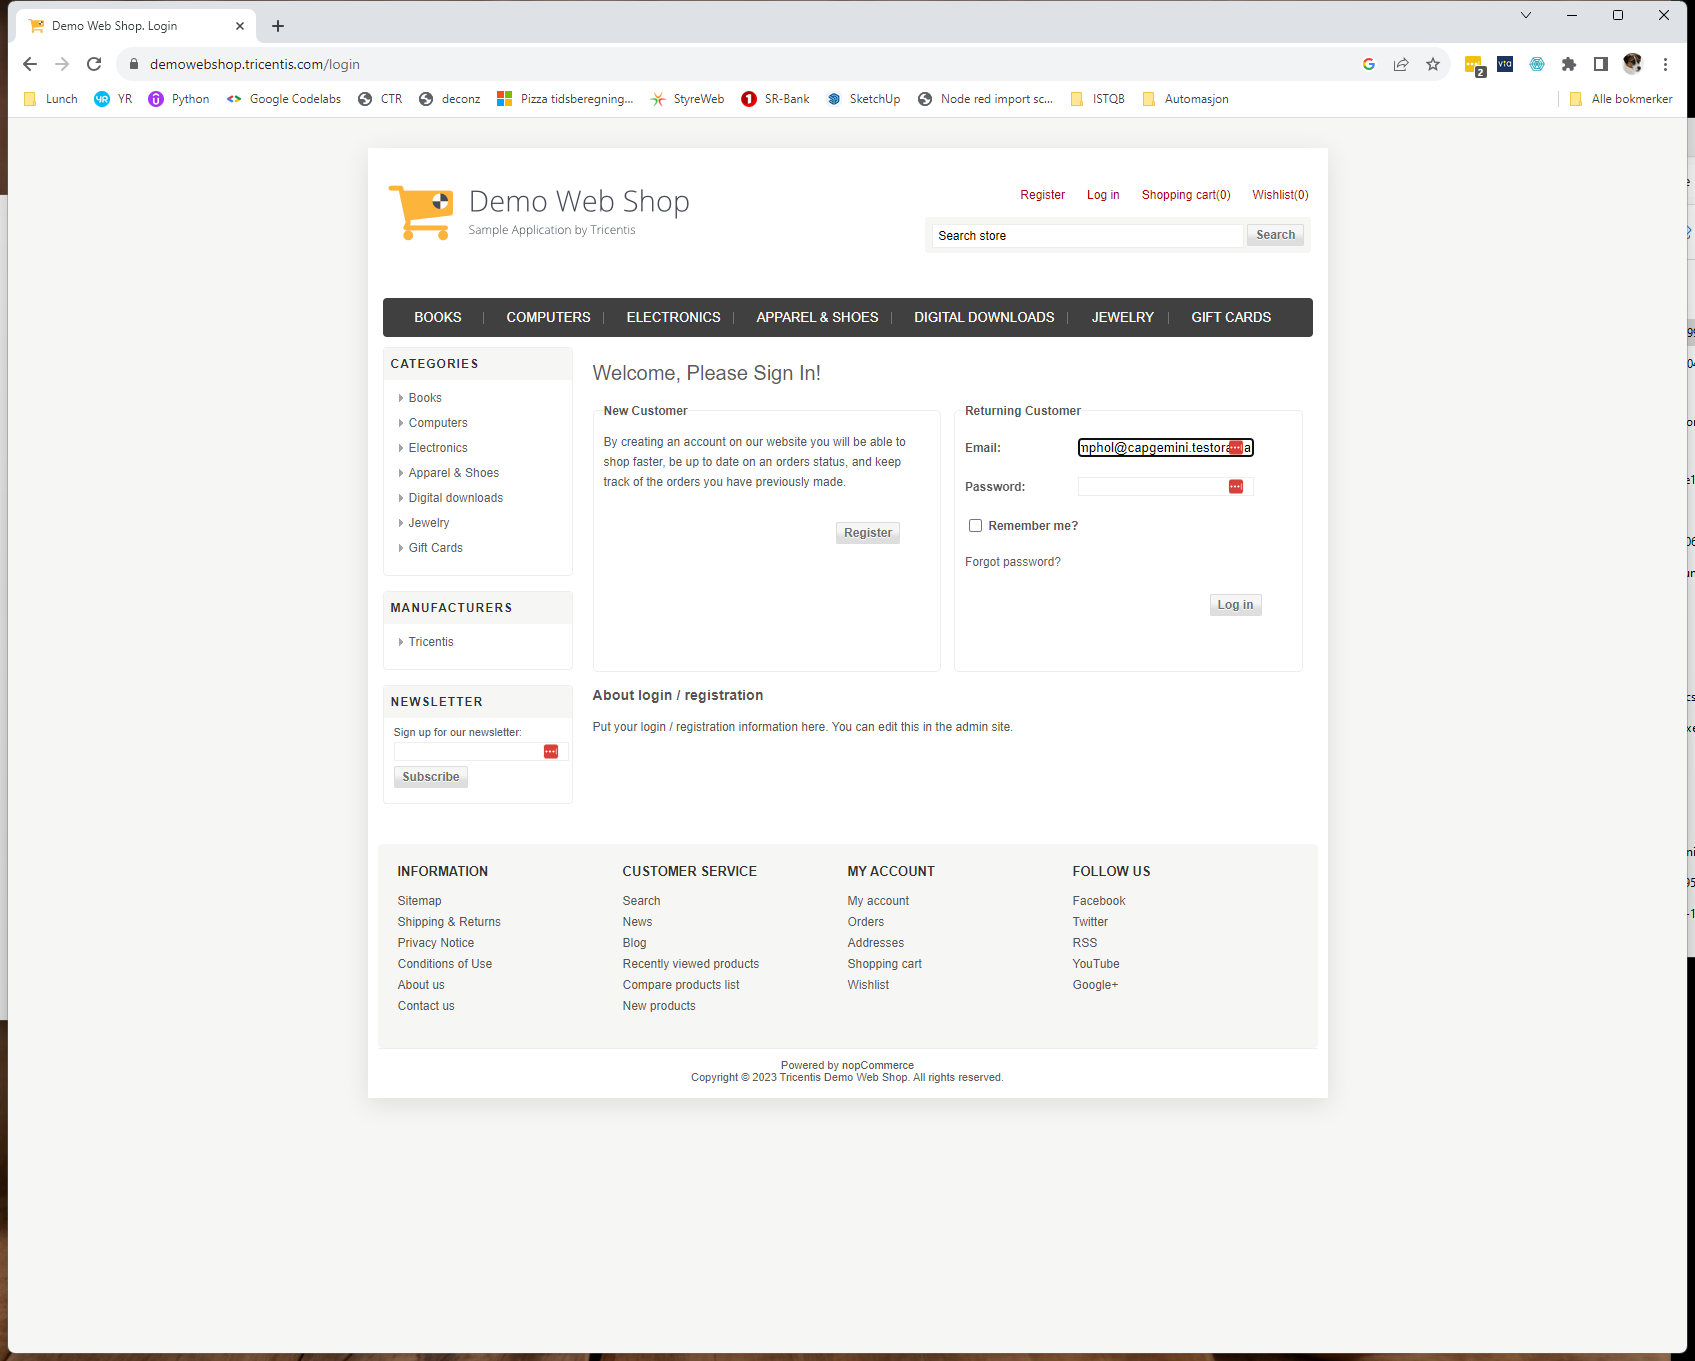 Demo Web Shop. Login
demowebshop.tricentis.com/login
2
vta
Lunch YR Python Google Codelabs CTR deconz Pizza tidsberegning... StyreWeb SR-Bank SketchUp Node red import sc... ISTQB Automasjon Alle bokmerker
Demo Web Shop
Sample Application by Tricentis
Register Log in Shopping cart(0) Wishlist(0)
Search store Search
BOOKS COMPUTERS ELECTRONICS APPAREL & SHOES DIGITAL DOWNLOADS JEWELRY GIFT CARDS
CATEGORIES
Books
Computers
Electronics
Apparel & Shoes
Digital downloads
Jewelry
Gift Cards
MANUFACTURERS
Tricentis
NEWSLETTER
Sign up for our newsletter:
Subscribe
Welcome, Please Sign In!
New Customer
By creating an account on our website you will be able to
shop faster, be up to date on an orders status, and keep
track of the orders you have previously made.
Register
Returning Customer
Email:
Password:
Remember me?
Forgot password?
Log in
About login / registration
Put your login / registration information here. You can edit this in the admin site.
INFORMATION
Sitemap
Shipping & Returns
Privacy Notice
Conditions of Use
About us
Contact us
CUSTOMER SERVICE
Search
News
Blog
Recently viewed products
Compare products list
New products
MY ACCOUNT
My account
Orders
Addresses
Shopping cart
Wishlist
FOLLOW US
Facebook
Twitter
RSS
YouTube
Google+
Powered by nopCommerce
Copyright © 2023 Tricentis Demo Web Shop. All rights reserved.